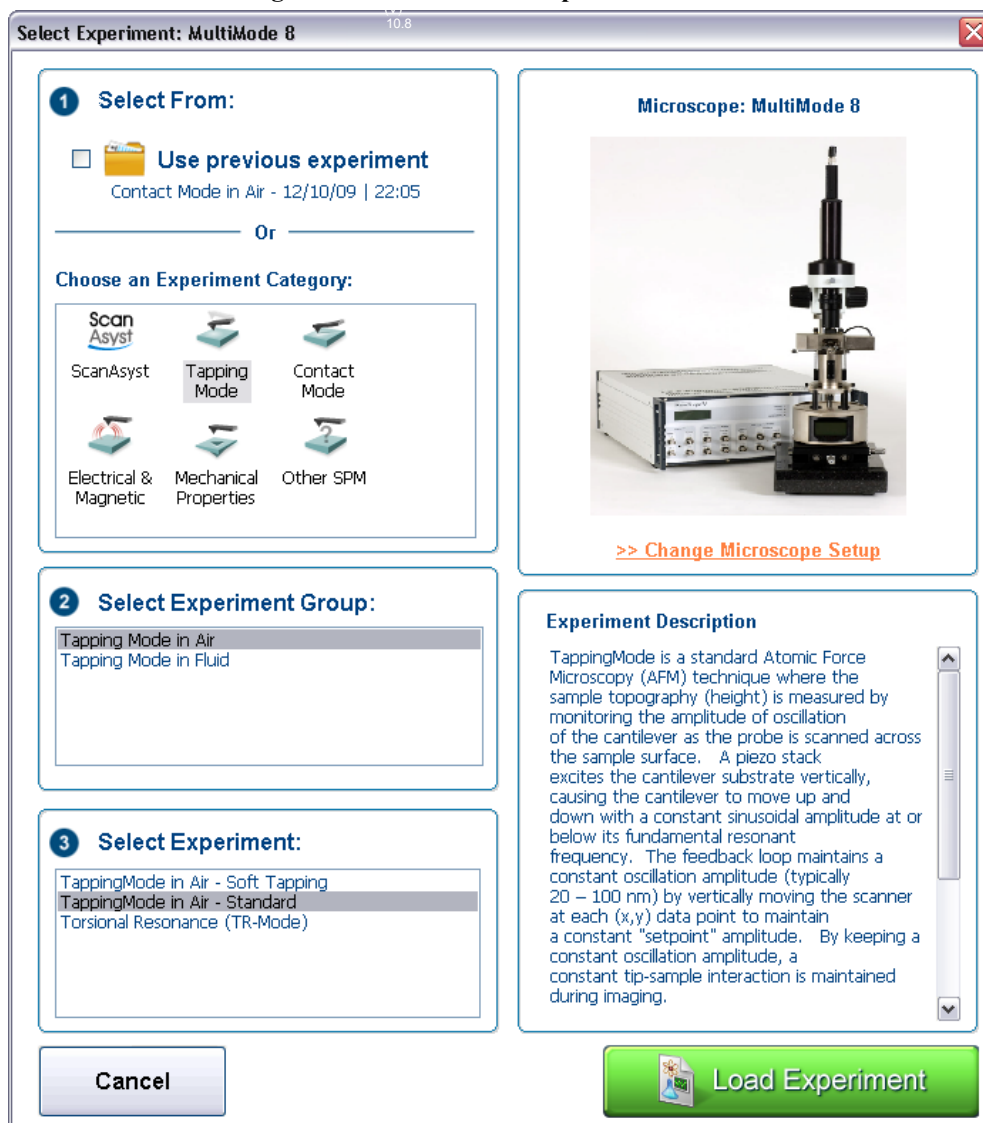 10.8
Select Experiment: MultiMode 8
1 Select From:
Use previous experiment
Contact Mode in Air - 12/10/09 | 22:05
Or
Choose an Experiment Category:
Scan
Asyst
ScanAsyst
Tapping
Mode
Contact
Mode
Electrical &
Magnetic
Mechanical
Properties
?
Other SPM
2 Select Experiment Group:
Tapping Mode in Air
Tapping Mode in Fluid
3 Select Experiment:
TappingMode in Air - Soft Tapping
TappingMode in Air - Standard
Torsional Resonance (TR-Mode)
Cancel
Microscope: MultiMode 8
>> Change Microscope Setup
Experiment Description
TappingMode is a standard Atomic Force
Microscopy (AFM) technique where the
sample topography (height) is measured by
monitoring the amplitude of oscillation
of the cantilever as the probe is scanned across
the sample surface. A piezo stack
excites the cantilever substrate vertically,
causing the cantilever to move up and
down with a constant sinusoidal amplitude at or
below its fundamental resonant
frequency. The feedback loop maintains a
constant oscillation amplitude (typically
20 – 100 nm) by vertically moving the scanner
at each (x,y) data point to maintain
a constant "setpoint" amplitude. By keeping a
constant oscillation amplitude, a
constant tip-sample interaction is maintained
during imaging.
Load Experiment